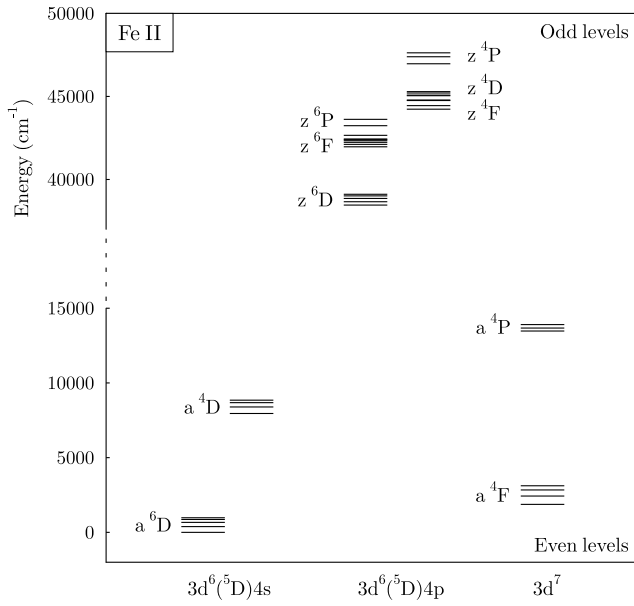 50000
Fe II
Odd levels
z ⁴P
45000
z ⁴D
z ⁶P
z ⁴F
z ⁶F
40000
z ⁶D
Energy (cm⁻¹)
15000
a ⁴P
10000
a ⁴D
5000
a ⁴F
a ⁶D
0
Even levels
3d⁶(⁵D)4s
3d⁶(⁵D)4p
3d⁷